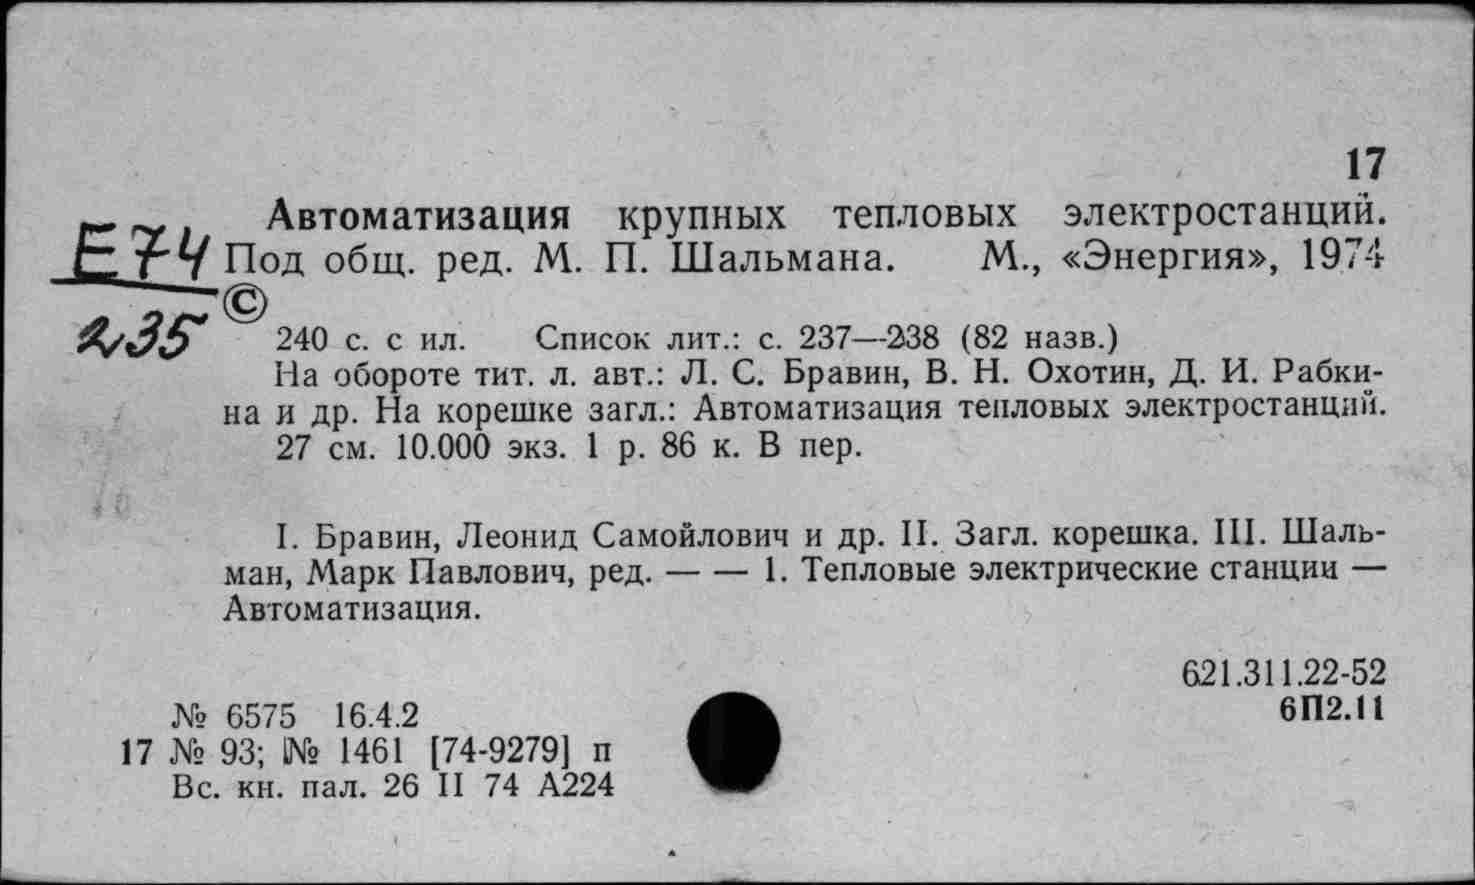 17
Автоматизация крупных тепловых электростанций.
Е74 Под общ. ред. М. П. Шальмана. М., «Энергия», 1974
©
240 с. с ил. Список лит.: с. 237—238 (82 назв.)
На обороте тит. л. авт.: Л. С. Бравин, В. Н. Охотин, Д. И. Рабки-
на и др. На корешке загл.: Автоматизация тепловых электростанций.
27 см. 10.000 экз. 1 р. 86 к. В пер.
I. Бравин, Леонид Самойлович и др. II. Загл. корешка. III. Шаль-
ман, Марк Павлович, ред. — — 1. Тепловые электрические станции —
Автоматизация.
621.311.22-52
6П2.11
№ 6575 16.4.2
17 № 93; № 1461 [74-9279] п
Вс. кн. пал. 26 II 74 А224